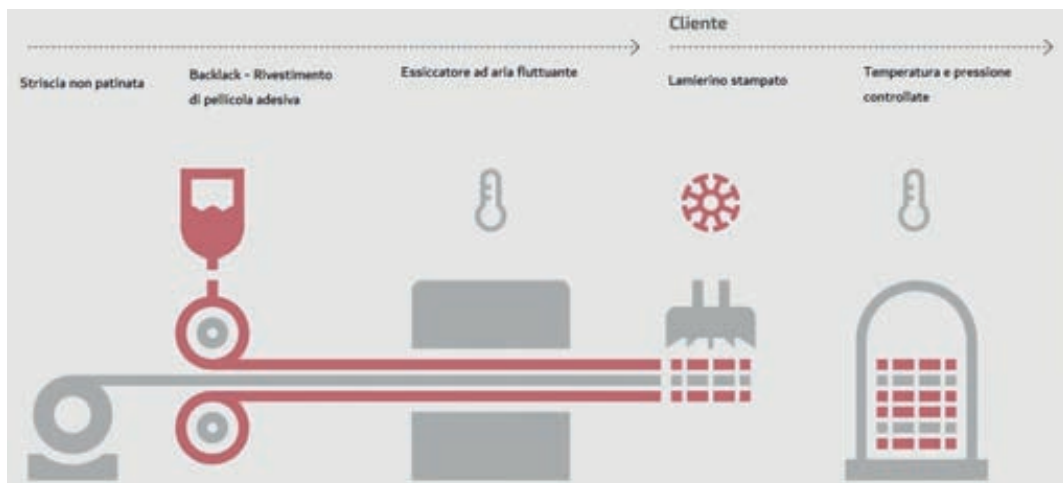 Cliente
Striscia non patinata
Backlack - Rivestimento
di pellicola adesiva
Essiccatore ad aria fluttuante
Lamierino stampato
Temperatura e pressione
controllate